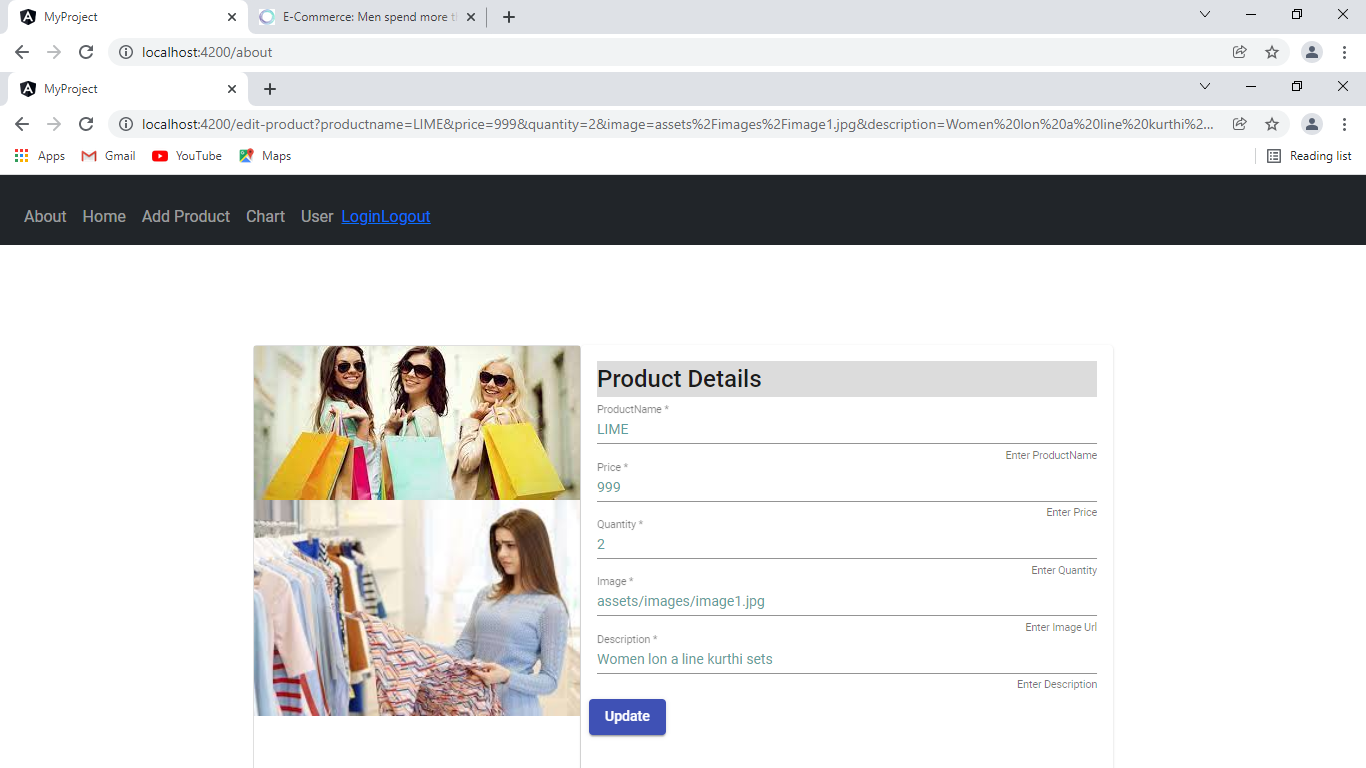 MyProject
E-Commerce: Men spend more
localhost:4200/about
MyProject
localhost:4200/edit-product?productname=LIME&price=999&quantity=2&image=assets%2Fimages%2Fimage1.jpg&description=Women%20lon%20a%20line%20kurthi%2...
Apps Gmail YouTube Maps Reading list
About Home Add Product Chart User LoginLogout
Product Details
ProductName *
LIME
Enter ProductName
Price *
999
Enter Price
Quantity *
2
Enter Quantity
Image *
assets/images/image1.jpg
Enter Image Url
Description *
Women lon a line kurthi sets
Enter Description
Update